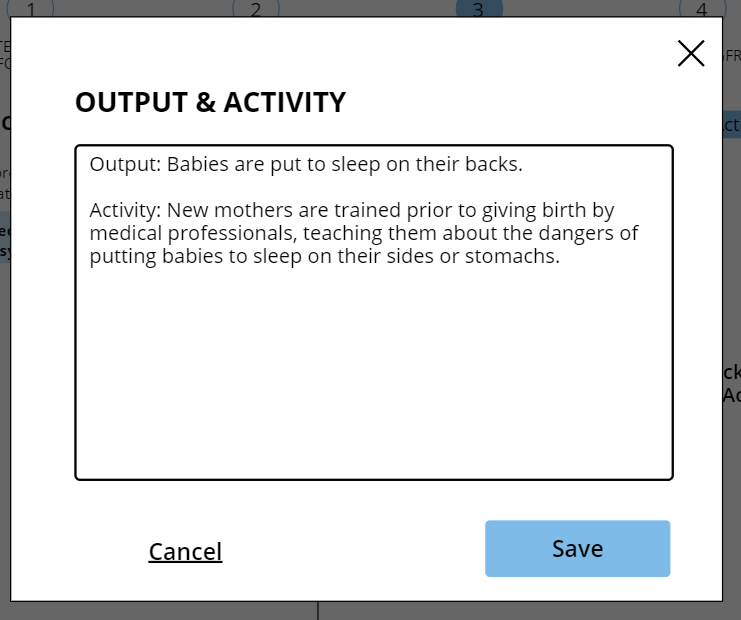 1 2 3 4
OUTPUT & ACTIVITY
Output: Babies are put to sleep on their backs.
Activity: New mothers are trained prior to giving birth by
medical professionals, teaching them about the dangers of
putting babies to sleep on their sides or stomachs.
Cancel Save